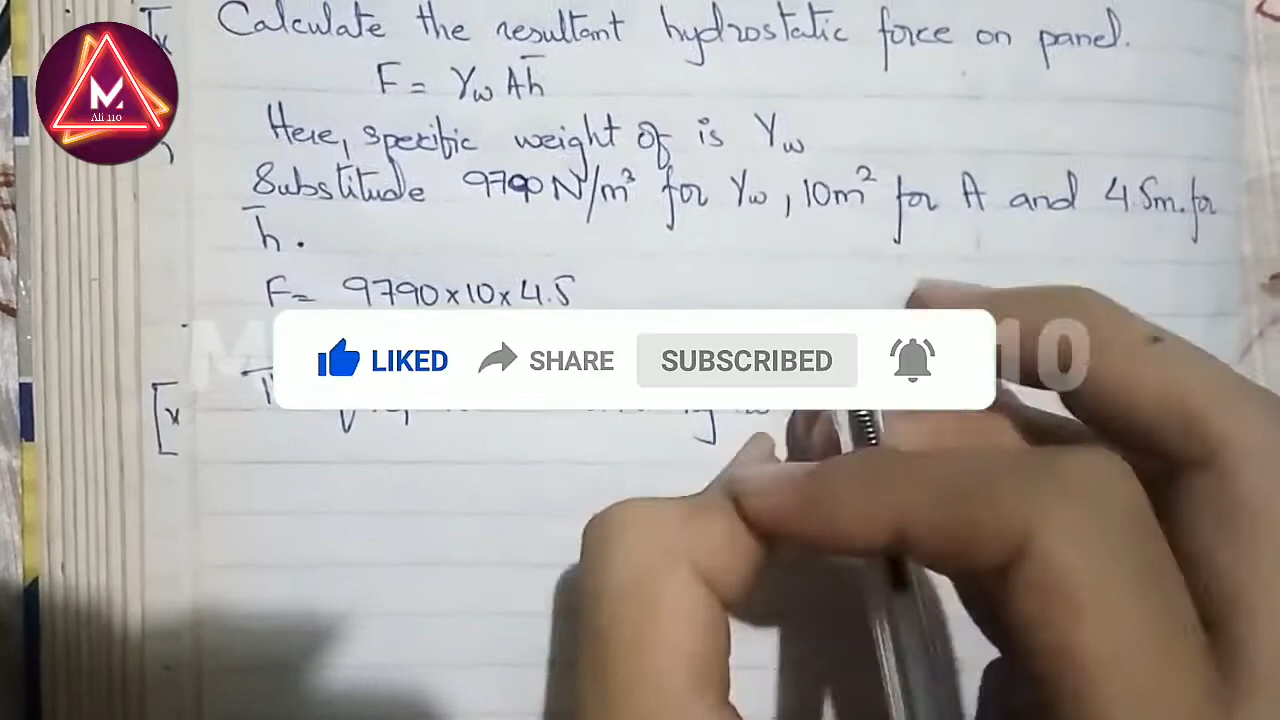 Calculate the resultant hydrostatic force on panel.
M
Ali 110
F = γw Ah̄
Here, specific weight of is γw
Substitude 9790 N/m³ for γw, 10m² for A and 4.5m. for
h̄.
F= 9790×10×4.5
LIKED SHARE SUBSCRIBED
10